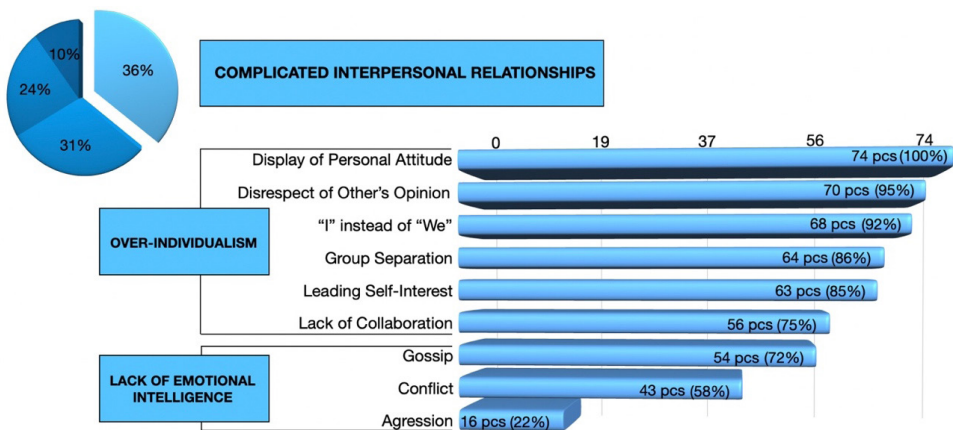 10%
36%
24%
31%
COMPLICATED INTERPERSONAL RELATIONSHIPS
0 19 37 56 74
Display of Personal Attitude 74 pcs (100%)
Disrespect of Other's Opinion 70 pcs (95%)
"I" instead of "We" 68 pcs (92%)
OVER-INDIVIDUALISM
Group Separation 64 pcs (86%)
Leading Self-Interest 63 pcs (85%)
Lack of Collaboration 56 pcs (75%)
Gossip 54 pcs (72%)
LACK OF EMOTIONAL
INTELLIGENCE
Conflict 43 pcs (58%)
Agression 16 pcs (22%)